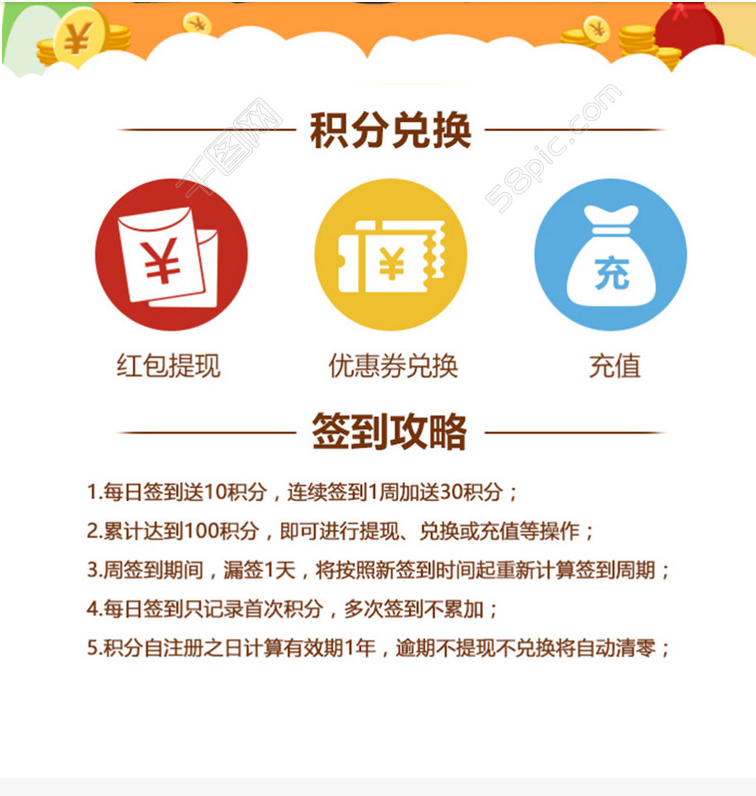 ¥
¥
¥
千图网
58pic.com
积分兑换
¥
¥
充
红包提现
优惠券兑换
充值
签到攻略
1.每日签到送10积分，连续签到1周加送30积分；
2.累计达到100积分，即可进行提现、兑换或充值等操作；
3.周签到期间，漏签1天，将按照新签到时间起重新计算签到周期；
4.每日签到只记录首次积分，多次签到不累加；
5.积分自注册之日计算有效期1年，逾期不提现不兑换将自动清零；